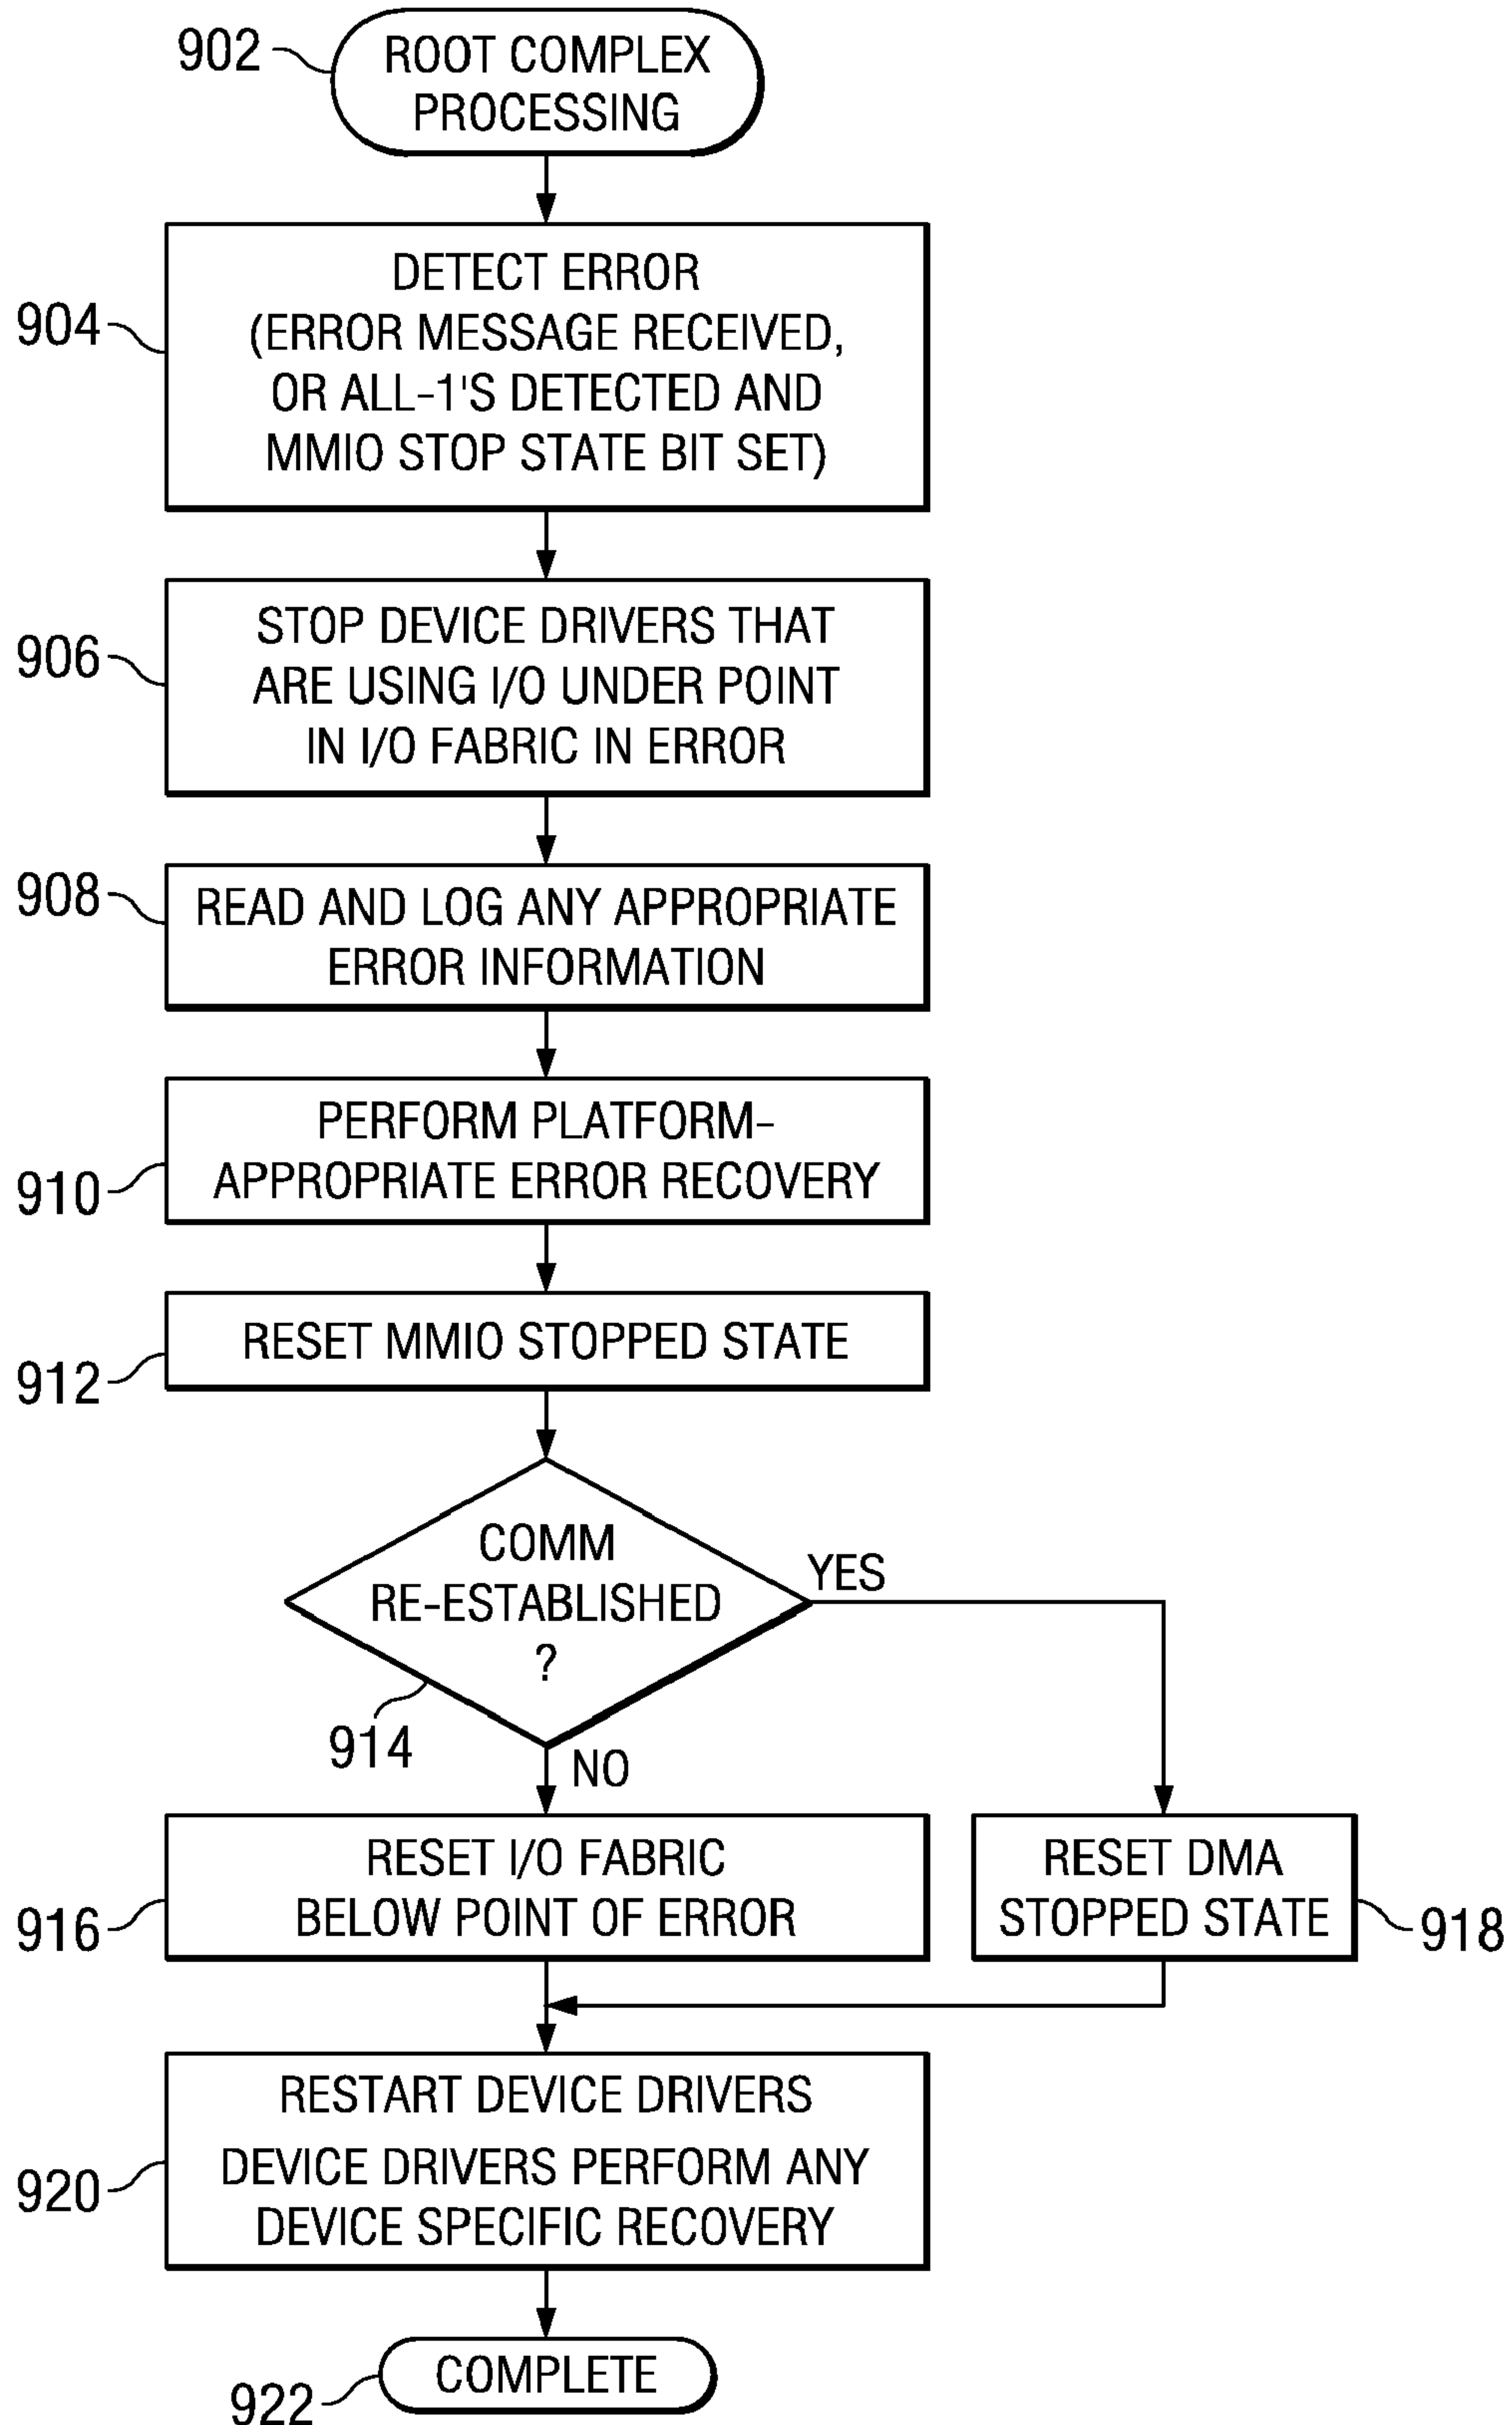 902
ROOT COMPLEX
PROCESSING
904
DETECT ERROR
(ERROR MESSAGE RECEIVED,
OR ALL-1'S DETECTED AND
MMIO STOP STATE BIT SET)
906
STOP DEVICE DRIVERS THAT
ARE USING I/O UNDER POINT
IN I/O FABRIC IN ERROR
908
READ AND LOG ANY APPROPRIATE
ERROR INFORMATION
910
PERFORM PLATFORM-
APPROPRIATE ERROR RECOVERY
912
RESET MMIO STOPPED STATE
COMM
RE-ESTABLISHED
?
YES
914
NO
916
RESET I/O FABRIC
BELOW POINT OF ERROR
RESET DMA
STOPPED STATE
918
920
RESTART DEVICE DRIVERS
DEVICE DRIVERS PERFORM ANY
DEVICE SPECIFIC RECOVERY
922
COMPLETE